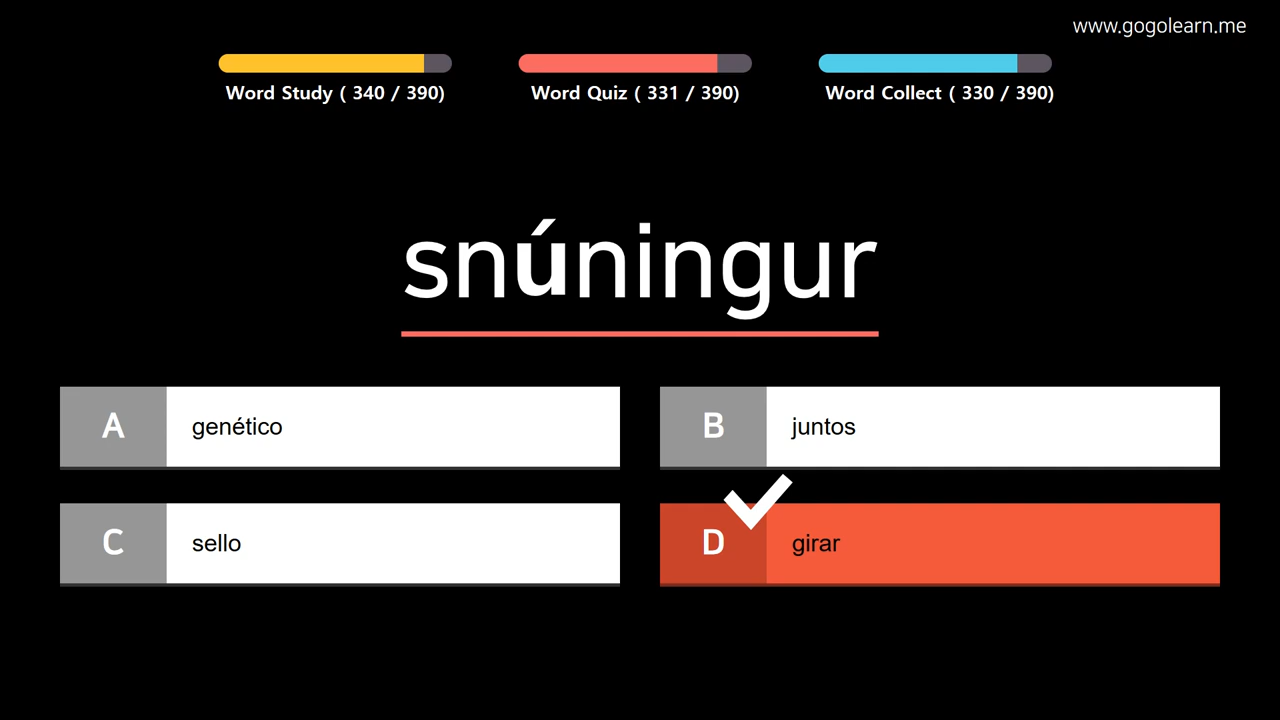 www.gogolearn.me
Word Study ( 340 / 390)
Word Quiz ( 331 / 390)
Word Collect ( 330 / 390)
snúningur
A genético
B juntos
C sello
D girar